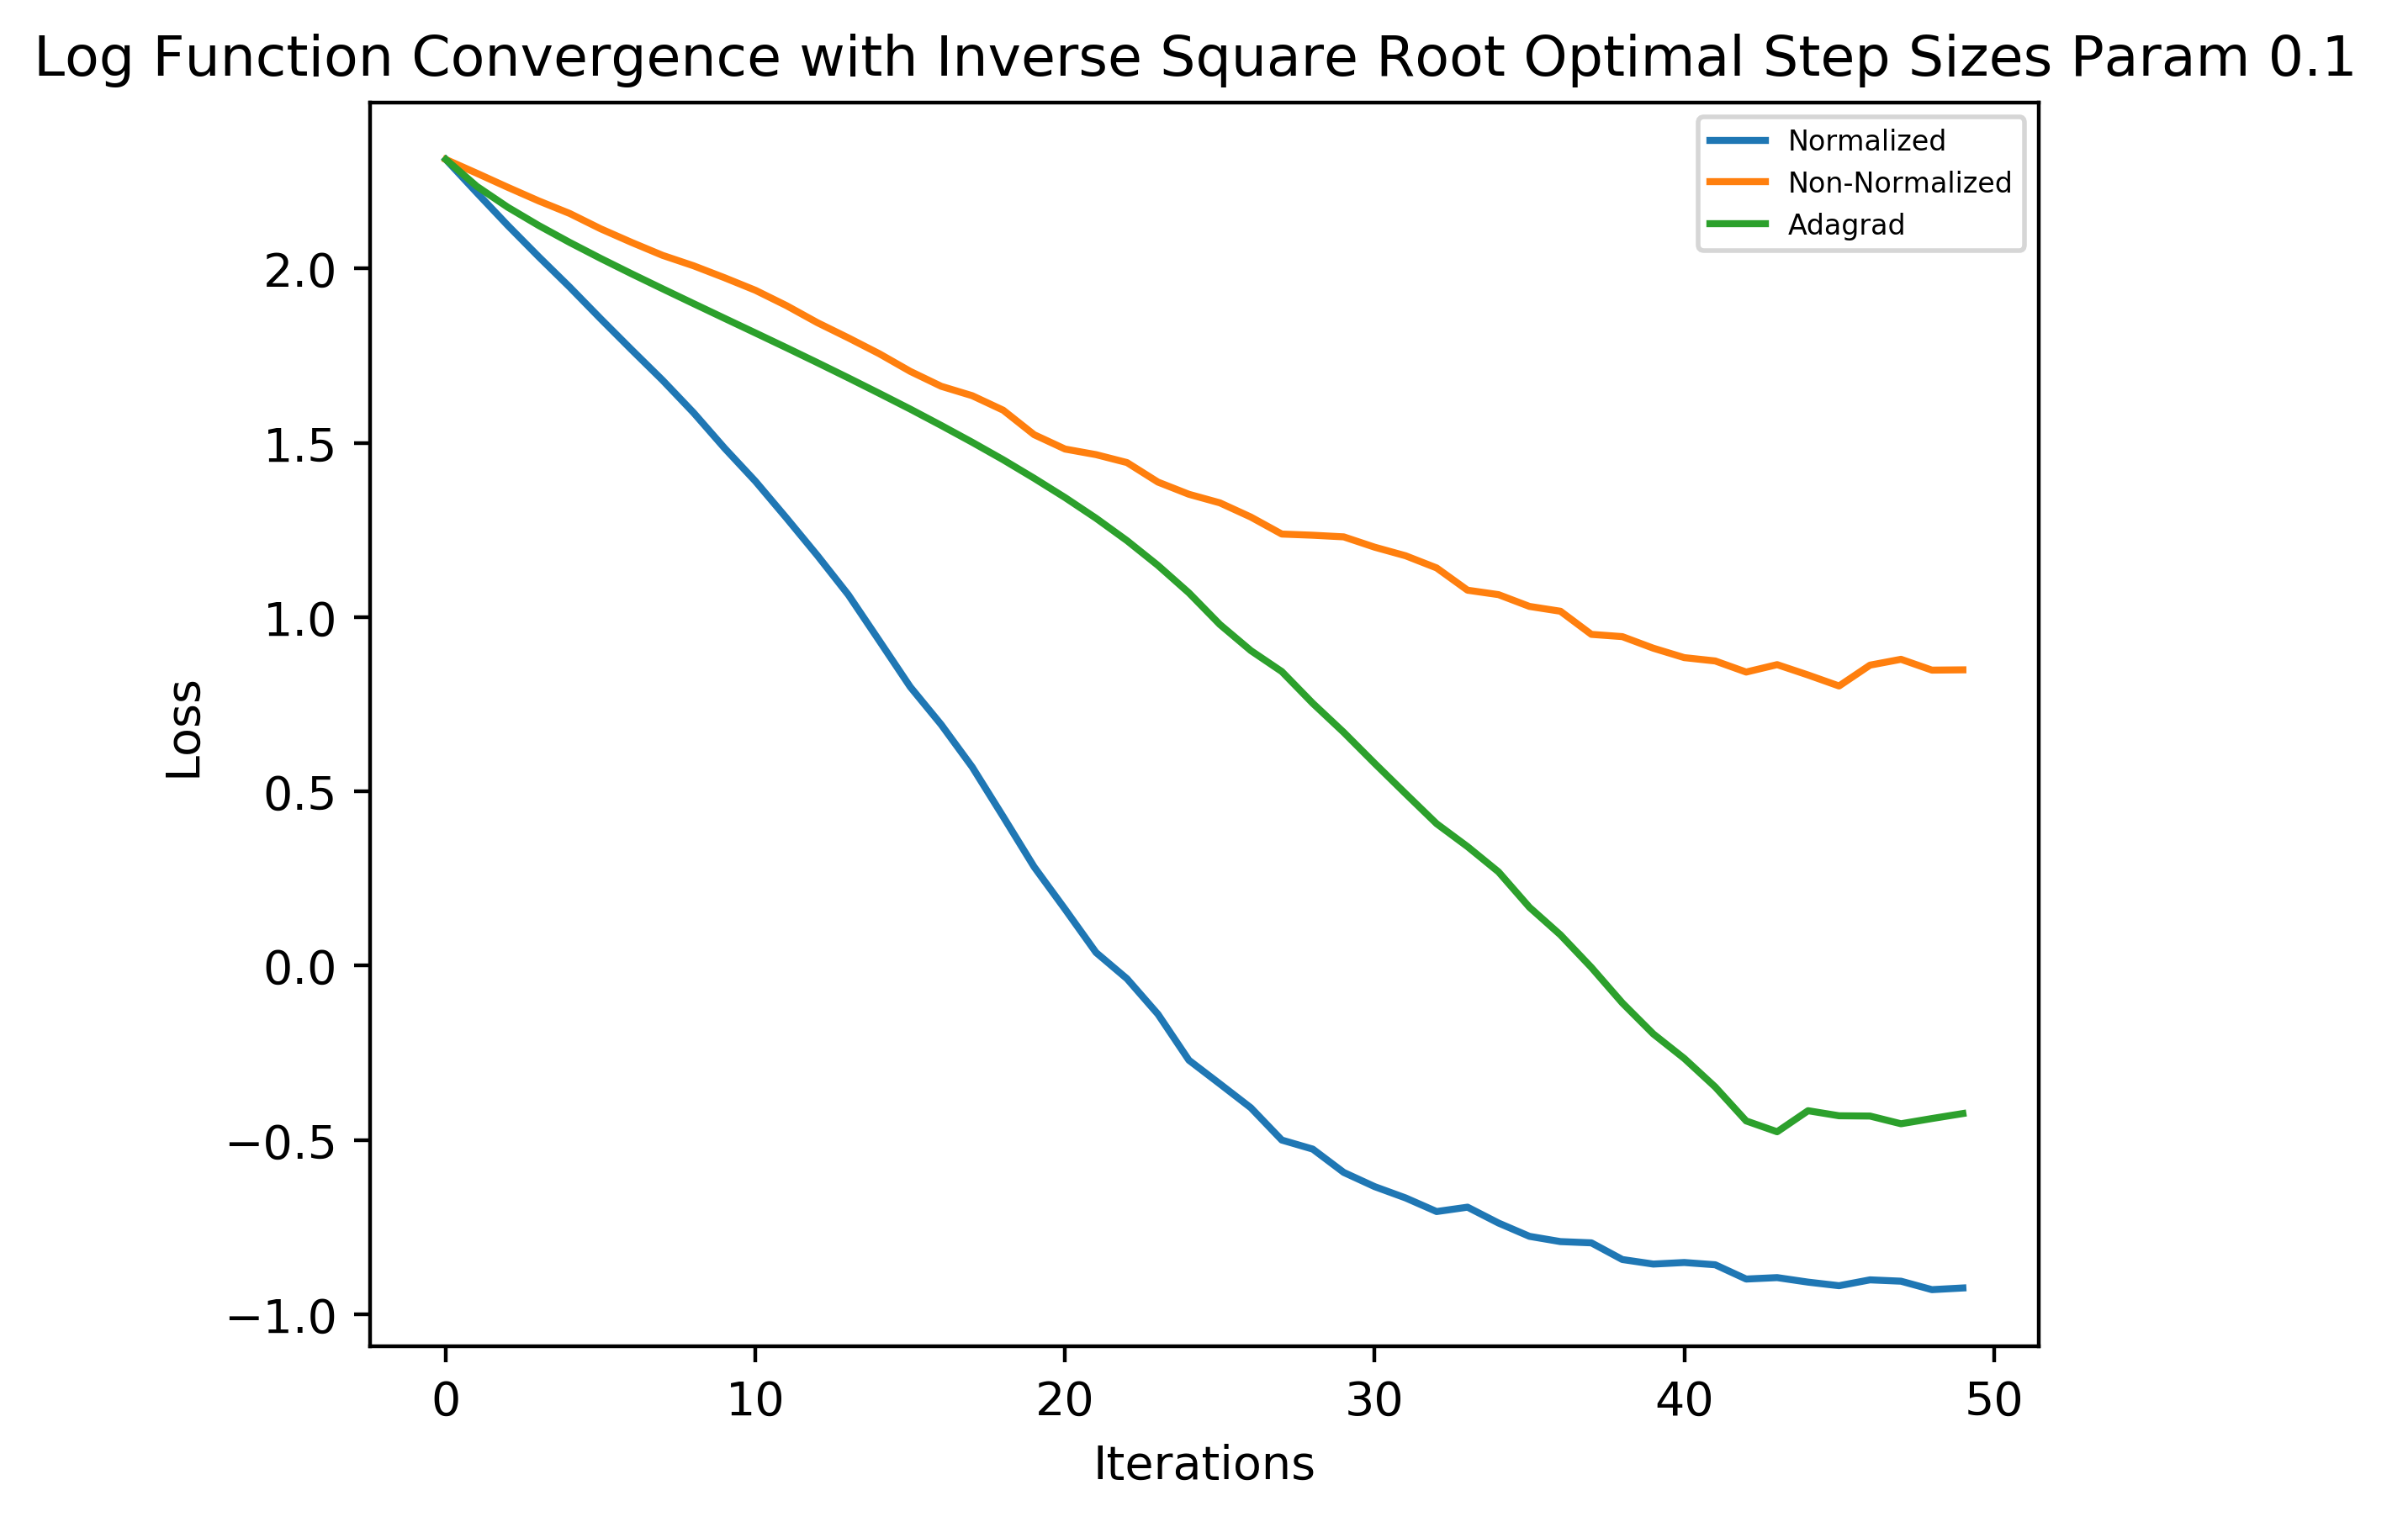 Log Function Convergence with Inverse Square Root Optimal Step Sizes Param 0.1
Normalized
Non-Normalized
Adagrad
2.0
1.5
1.0
0.5
0.0
−0.5
−1.0
Loss
0 10 20 30 40 50
Iterations